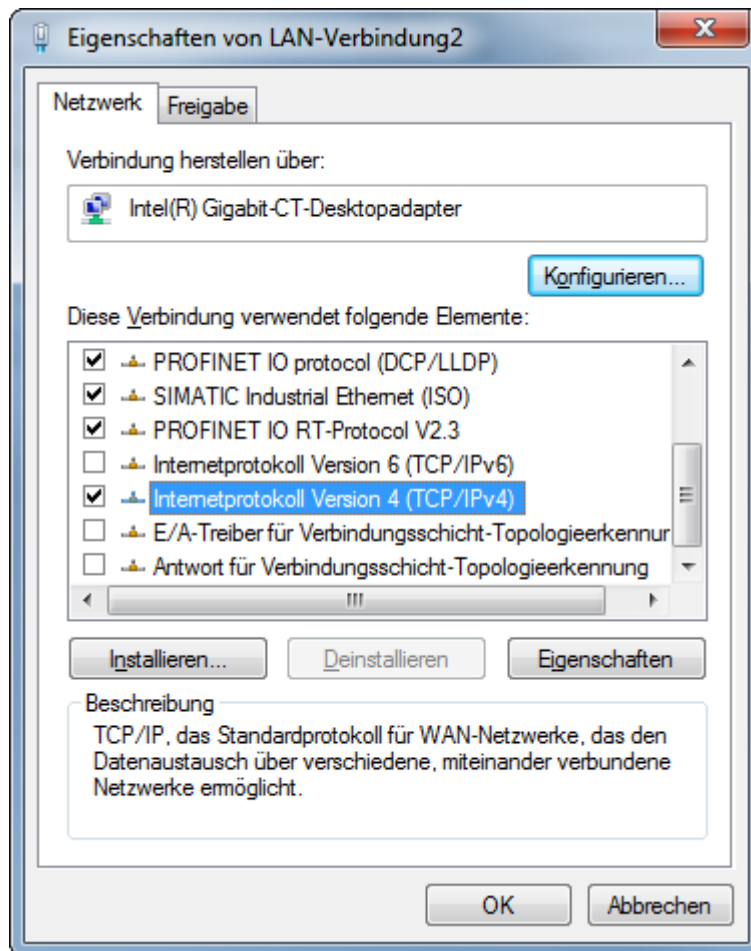 Eigenschaften von LAN-Verbindung2
Netzwerk
Freigabe
Verbindung herstellen über:
Intel(R) Gigabit-CT-Desktopadapter
Konfigurieren...
Diese Verbindung verwendet folgende Elemente:
PROFINET IO protocol (DCP/LLDP)
SIMATIC Industrial Ethernet (ISO)
PROFINET IO RT-Protocol V2.3
Internetprotokoll Version 6 (TCP/IPv6)
Internetprotokoll Version 4 (TCP/IPv4)
E/A-Treiber für Verbindungsschicht-Topologieerkennur
Antwort für Verbindungsschicht-Topologieerkennung
Installieren...
Deinstallieren
Eigenschaften
Beschreibung
TCP/IP, das Standardprotokoll für WAN-Netzwerke, das den
Datenaustausch über verschiedene, miteinander verbundene
Netzwerke ermöglicht.
OK
Abbrechen